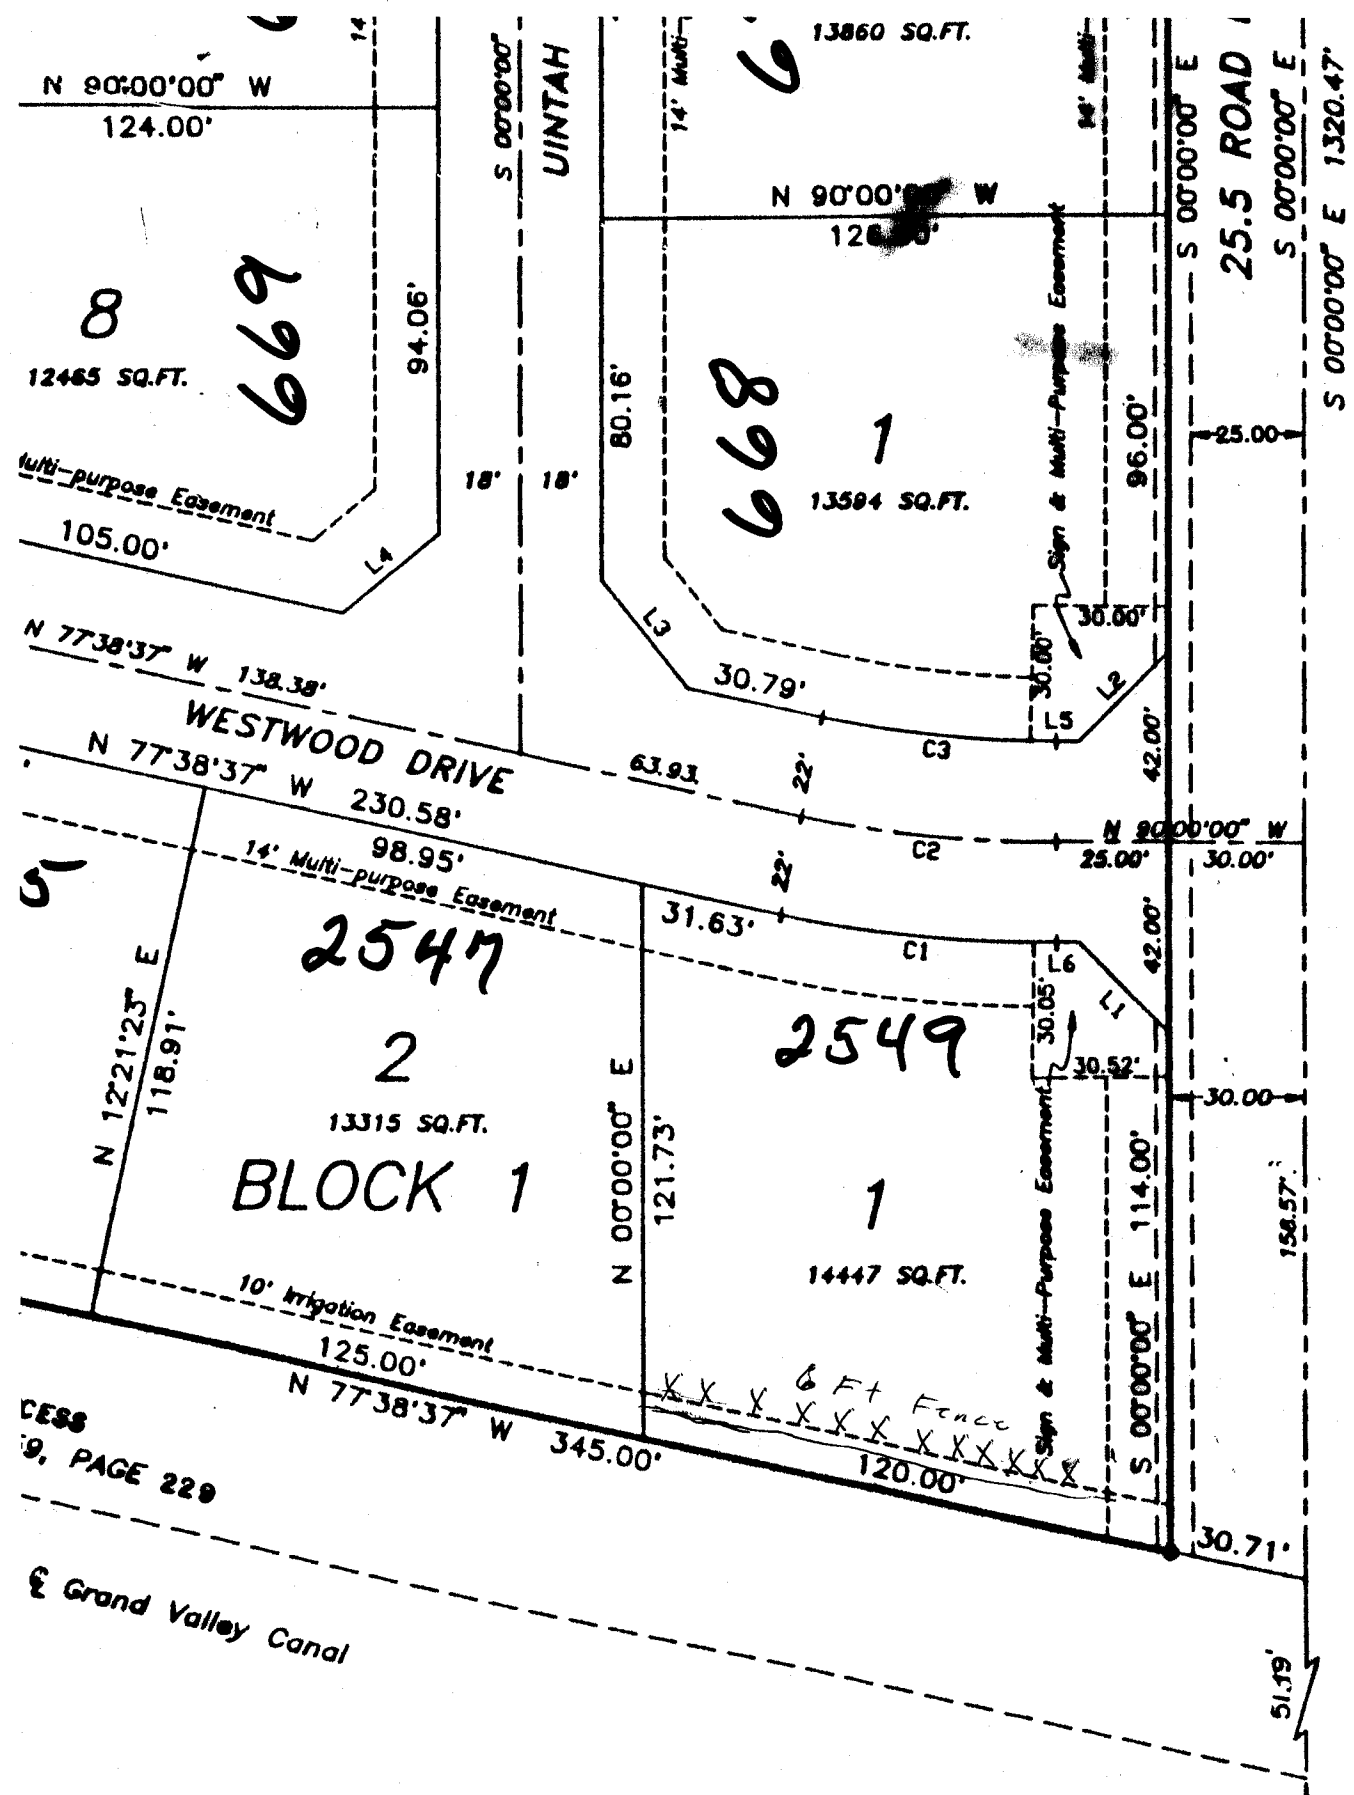 14'
N 90°00'00" W
124.00'
8
12465 SQ.FT.
669
94.06'
Multi-purpose Easement
105.00'
L4
S 00°00'00"
UINTAH
18' 18'
14' Multi-
13860 SQ.FT.
6
14' Multi-
N 90°00'00" W
80.16'
668
1
13594 SQ.FT.
Sign & Multi-Purpose Easement
96.00'
S 00°00'00" E
25.5 ROAD
S 00°00'00" E
S 00°00'00" E 1320.47'
25.00
30.00'
30.00'
L3
30.79'
L5
L2
C3
42.00'
N 77°38'37" W 138.38'
WESTWOOD DRIVE
63.93
22'
C2
N 90°00'00" W
25.00' 30.00'
N 77°38'37" W 230.58'
98.95'
14' Multi-purpose Easement
22'
31.63'
C1
L6
42.00'
L1
5
2547
2
13315 SQ.FT.
BLOCK 1
N 12°21'23" E
118.91'
N 00°00'00" E
121.73'
2549
30.05'
30.52'
30.00
1
14447 SQ.FT.
Sign & Multi-Purpose Easement
S 00°00'00" E 114.00'
158.57'
10' Irrigation Easement
125.00'
N 77°38'37" W 345.00'
X X X X X X X X X X X X
6 Ft Fence
120.00'
30.71'
CESS
9, PAGE 229
℄ Grand Valley Canal
51.19'